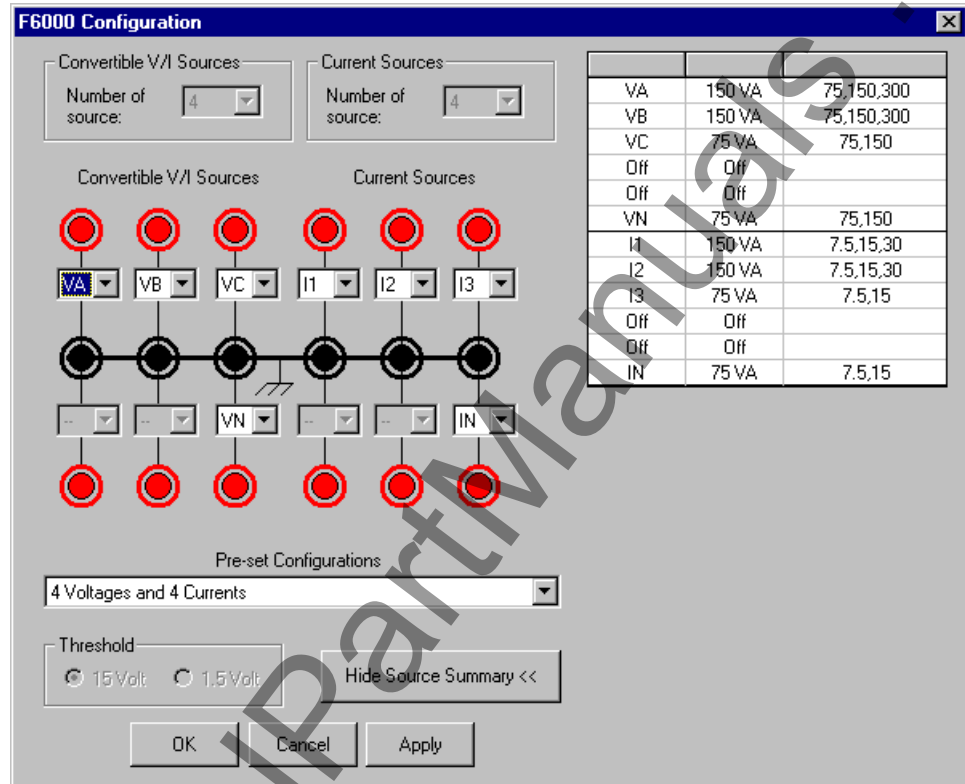 F6000 Configuration
Convertible V/I Sources
Number of source:
4
Current Sources
Number of source:
4
Convertible V/I Sources
Current Sources
VA
VB
VC
I1
I2
I3
--
--
VN
--
--
IN
Pre-set Configurations
4 Voltages and 4 Currents
Threshold
15 Volt
1.5 Volt
Hide Source Summary <<
OK
Cancel
Apply
VA 150 VA 75,150,300
VB 150 VA 75,150,300
VC 75 VA 75,150
Off Off
Off Off
VN 75 VA 75,150
I1 150 VA 7.5,15,30
I2 150 VA 7.5,15,30
I3 75 VA 7.5,15
Off Off
Off Off
IN 75 VA 7.5,15
lPartManuals .